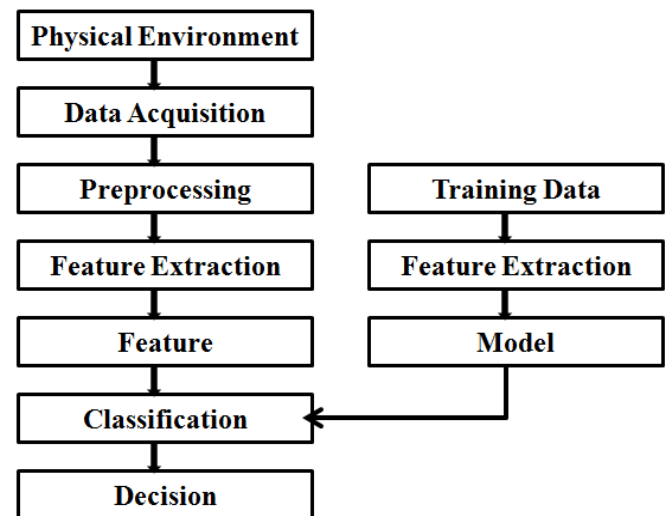 Physical Environment
Data Acquisition
Preprocessing
Feature Extraction
Feature
Classification
Decision
Training Data
Feature Extraction
Model